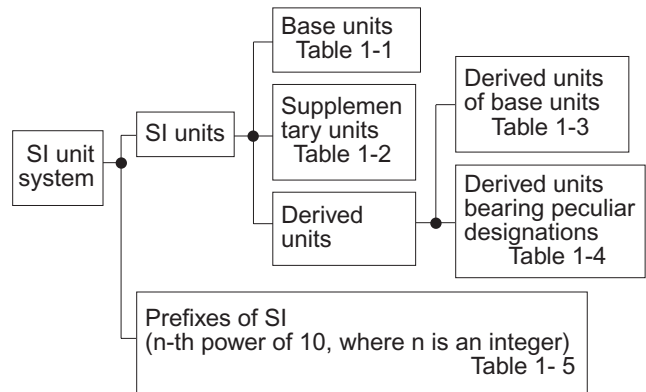 SI unit
system
SI units
Base units
Table 1-1
Supplemen
tary units
Table 1-2
Derived
units
Derived units
of base units
Table 1-3
Derived units
bearing peculiar
designations
Table 1-4
Prefixes of SI
(n-th power of 10, where n is an integer)
Table 1- 5